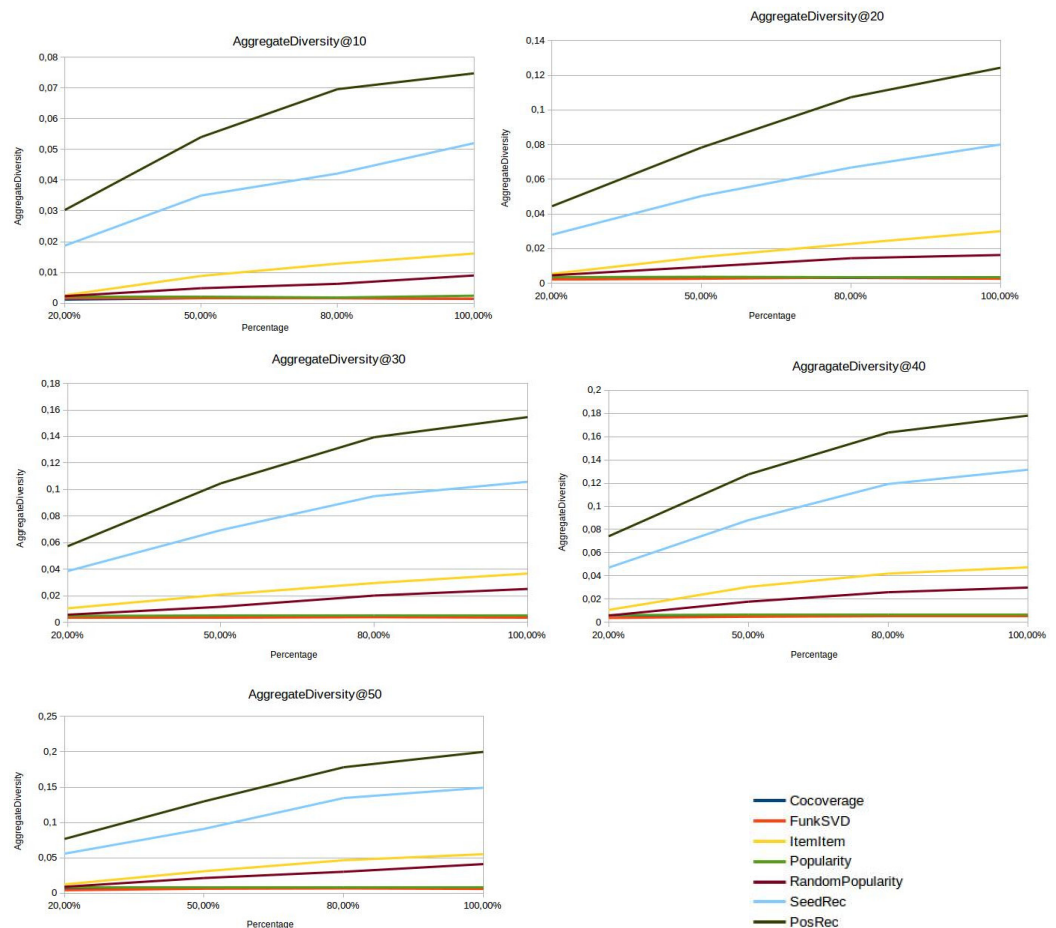 AggregateDiversity@10
0,08
0,07
0,06
0,05
0,04
0,03
0,02
0,01
0
AggregateDiversity
20,00% 50,00% 80,00% 100,00%
Percentage
AggregateDiversity@20
0,14
0,12
0,1
0,08
0,06
0,04
0,02
0
AggregateDiversity
20,00% 50,00% 80,00% 100,00%
Percentage
AggregateDiversity@30
0,18
0,16
0,14
0,12
0,1
0,08
0,06
0,04
0,02
0
AggregateDiversity
20,00% 50,00% 80,00% 100,00%
Percentage
AggragateDiversity@40
0,2
0,18
0,16
0,14
0,12
0,1
0,08
0,06
0,04
0,02
0
AggregateDiversity
20,00% 50,00% 80,00% 100,00%
Percentage
AggregateDiversity@50
0,25
0,2
0,15
0,1
0,05
0
AggregateDiversity
20,00% 50,00% 80,00% 100,00%
Percentage
Cocoverage
FunkSVD
ItemItem
Popularity
RandomPopularity
SeedRec
PosRec